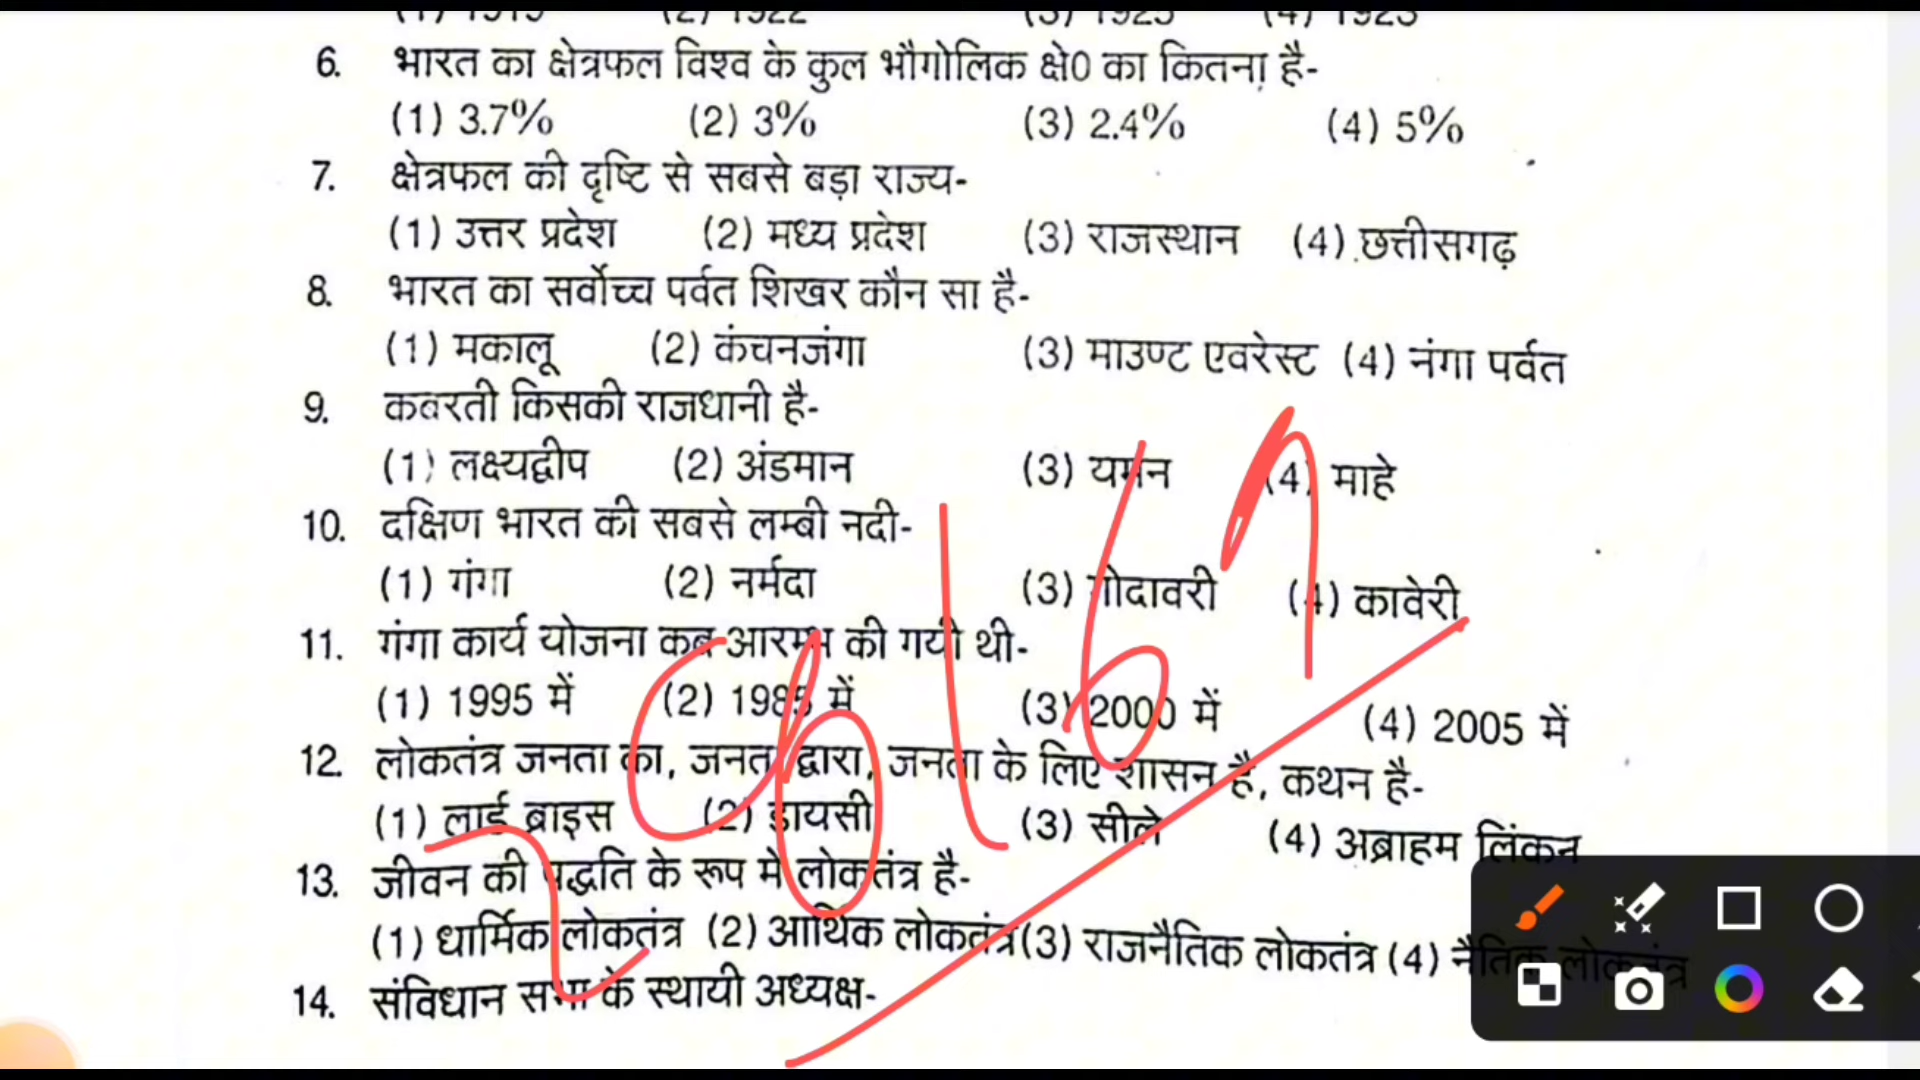 6. भारत का क्षेत्रफल विश्व के कुल भौगोलिक क्षे0 का कितना है-
(1) 3.7% (2) 3% (3) 2.4% (4) 5%
7. क्षेत्रफल की दृष्टि से सबसे बड़ा राज्य-
(1) उत्तर प्रदेश (2) मध्य प्रदेश (3) राजस्थान (4) छत्तीसगढ़
8. भारत का सर्वोच्च पर्वत शिखर कौन सा है-
(1) मकालू (2) कंचनजंगा (3) माउण्ट एवरेस्ट (4) नंगा पर्वत
9. कवरती किसकी राजधानी है-
(1) लक्ष्यद्वीप (2) अंडमान (3) यमन (4) माहे
10. दक्षिण भारत की सबसे लम्बी नदी-
(1) गंगा (2) नर्मदा (3) गोदावरी (4) कावेरी
11. गंगा कार्य योजना कब आरम्भ की गयी थी-
(1) 1995 में (2) 1985 में (3) 2000 में (4) 2005 में
12. लोकतंत्र जनता का, जनता द्वारा, जनता के लिए शासन है, कथन है-
(1) लार्ड ब्राइस (2) डायसी (3) सीले (4) अब्राहम लिंकन
13. जीवन की पद्धति के रूप में लोकतंत्र है-
(1) धार्मिक लोकतंत्र (2) आर्थिक लोकतंत्र (3) राजनैतिक लोकतंत्र (4) नैतिक लोकतंत्र
14. संविधान सभा के स्थायी अध्यक्ष-